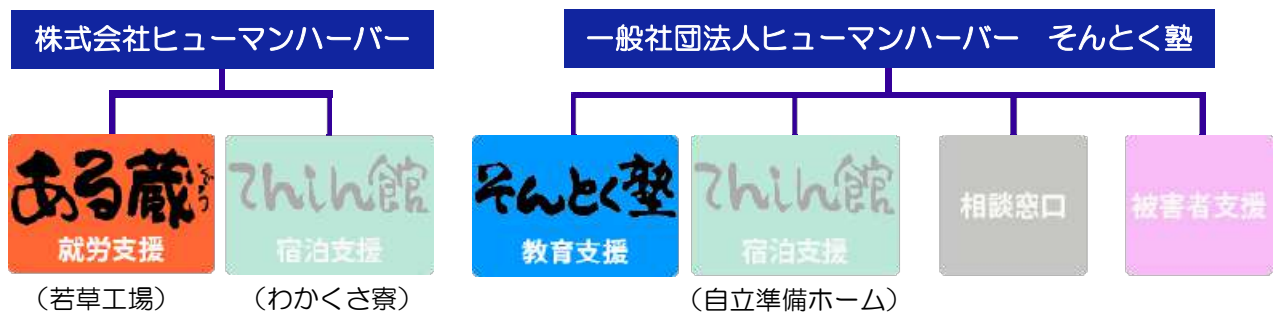 株式会社ヒューマンハーバー
一般社団法人ヒューマンハーバー　そんとく塾
ある蔵
ぞう
就労支援
てんいん館
宿泊支援
そんとく塾
教育支援
てんいん館
宿泊支援
相談窓口
被害者支援
（若草工場）
（わかくさ寮）
（自立準備ホーム）